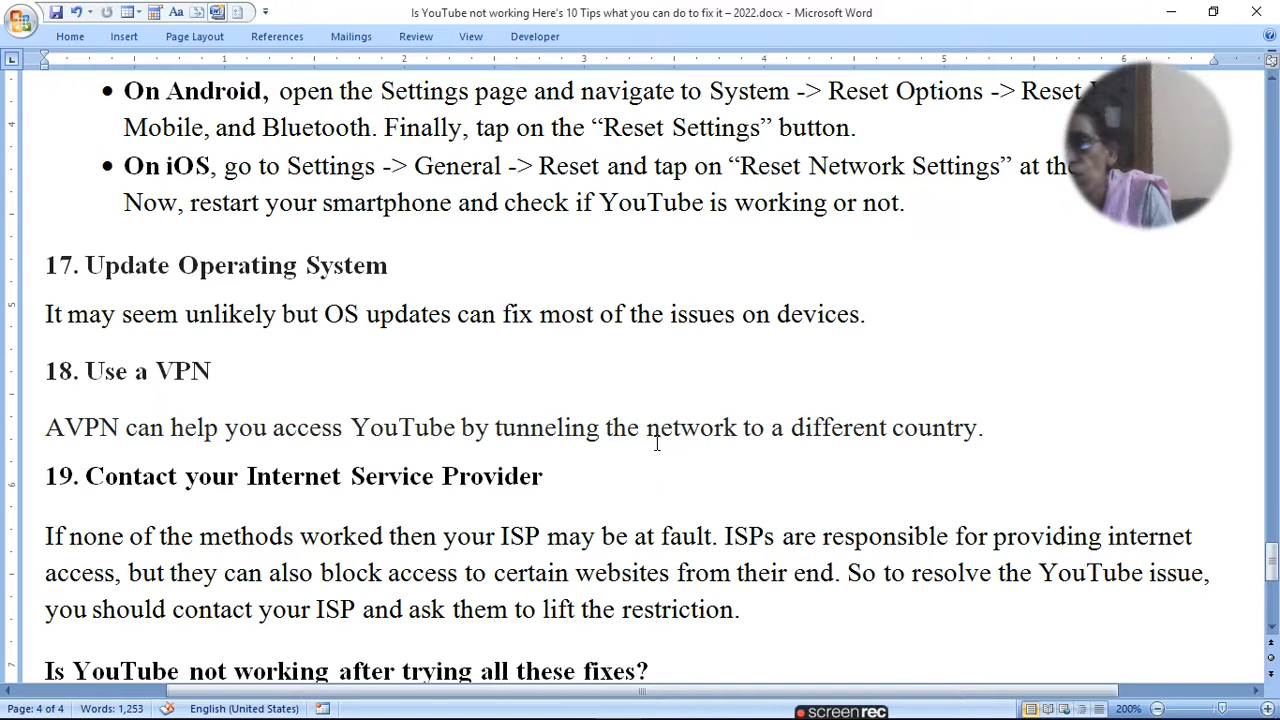 Is YouTube not working Here's 10 Tips what you can do to fix it – 2022.docx - Microsoft Word
Home Insert Page Layout References Mailings Review View Developer
1 2 3 4 5 6
• On Android, open the Settings page and navigate to System -> Reset Options -> Reset
Mobile, and Bluetooth. Finally, tap on the “Reset Settings” button.
• On iOS, go to Settings -> General -> Reset and tap on “Reset Network Settings” at the
Now, restart your smartphone and check if YouTube is working or not.
17. Update Operating System
It may seem unlikely but OS updates can fix most of the issues on devices.
18. Use a VPN
AVPN can help you access YouTube by tunneling the network to a different country.
19. Contact your Internet Service Provider
If none of the methods worked then your ISP may be at fault. ISPs are responsible for providing internet
access, but they can also block access to certain websites from their end. So to resolve the YouTube issue,
you should contact your ISP and ask them to lift the restriction.
Is YouTube not working after trying all these fixes?
Page: 4 of 4 Words: 1,253 English (United States) 200%
screenrec